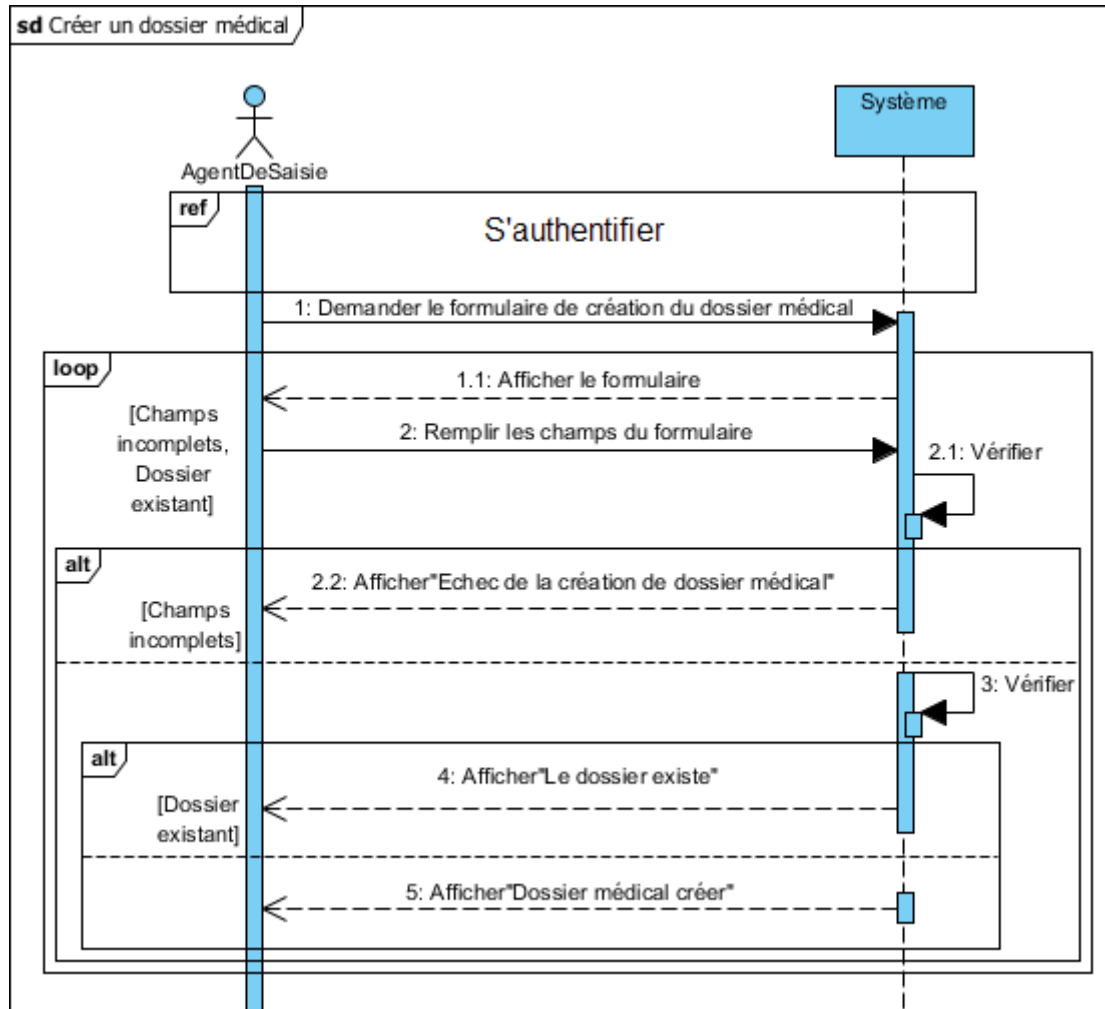 sd Créer un dossier médical
Système
AgentDeSaisie
ref
S'authentifier
1: Demander le formulaire de création du dossier médical
loop
1.1: Afficher le formulaire
[Champs
incomplets,
Dossier
existant]
2: Remplir les champs du formulaire
2.1: Vérifier
alt
2.2: Afficher"Echec de la création de dossier médical"
[Champs
incomplets]
3: Vérifier
alt
4: Afficher"Le dossier existe"
[Dossier
existant]
5: Afficher"Dossier médical créer"